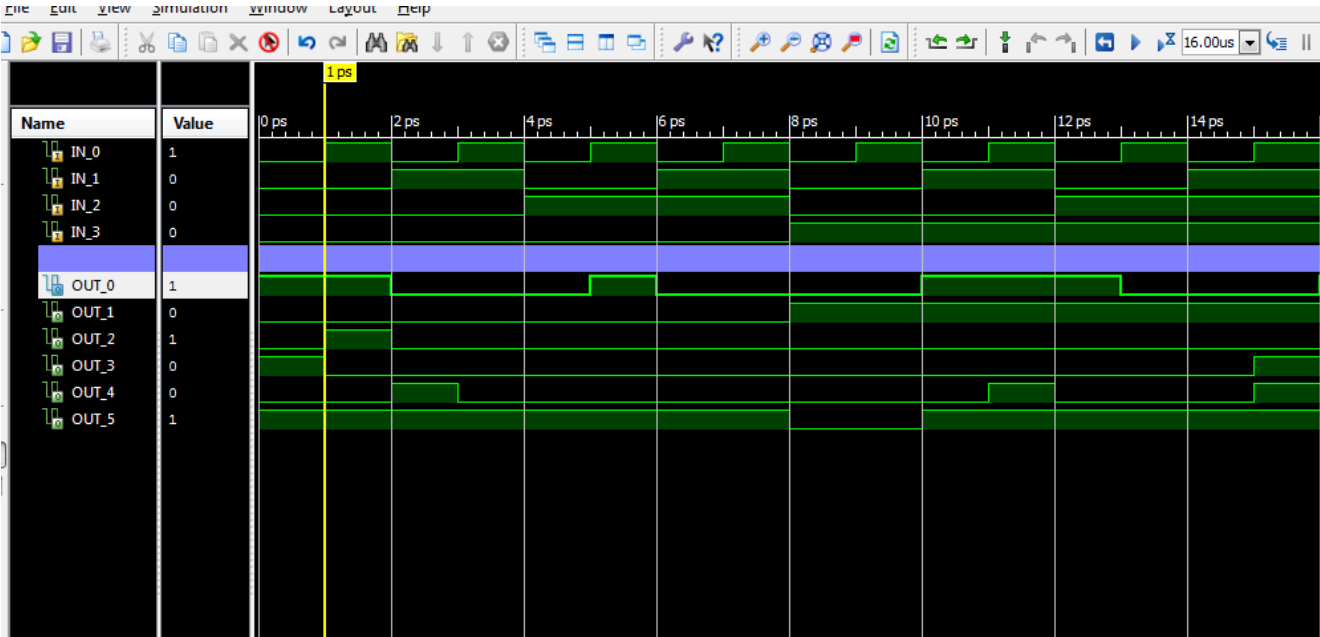 File Edit View Simulation Window Layout Help
16.00us
1 ps
Name Value
0 ps 2 ps 4 ps 6 ps 8 ps 10 ps 12 ps 14 ps
IN_0 1
IN_1 0
IN_2 0
IN_3 0
OUT_0 1
OUT_1 0
OUT_2 1
OUT_3 0
OUT_4 0
OUT_5 1